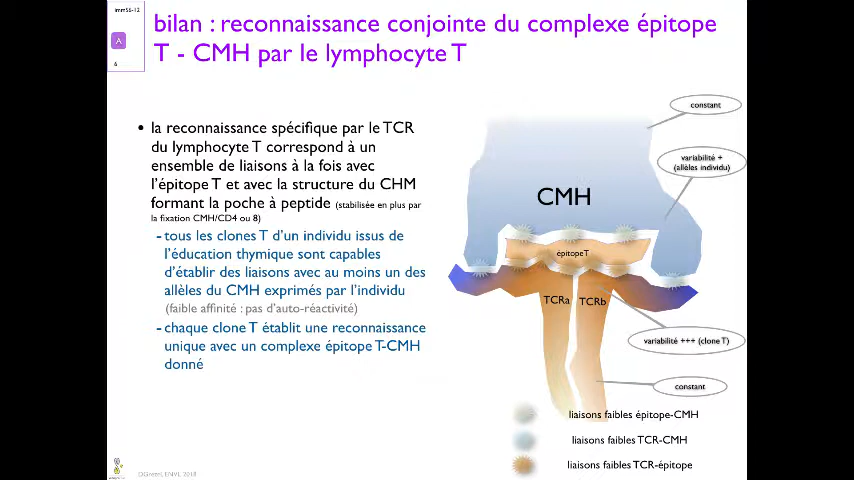 imm56-12
A
6
bilan : reconnaissance conjointe du complexe épitope
T - CMH par le lymphocyte T
• la reconnaissance spécifique par le TCR
du lymphocyte T correspond à un
ensemble de liaisons à la fois avec
l'épitope T et avec la structure du CHM
formant la poche à peptide (stabilisée en plus par
la fixation CMH/CD4 ou 8)
- tous les clones T d'un individu issus de
l'éducation thymique sont capables
d'établir des liaisons avec au moins un des
allèles du CMH exprimés par l'individu
(faible affinité : pas d'auto-réactivité)
- chaque clone T établit une reconnaissance
unique avec un complexe épitope T-CMH
donné
constant
variabilité +
(allèles individu)
CMH
épitope T
TCRa
TCRb
variabilité +++ (clone T)
constant
liaisons faibles épitope-CMH
liaisons faibles TCR-CMH
liaisons faibles TCR-épitope
2018